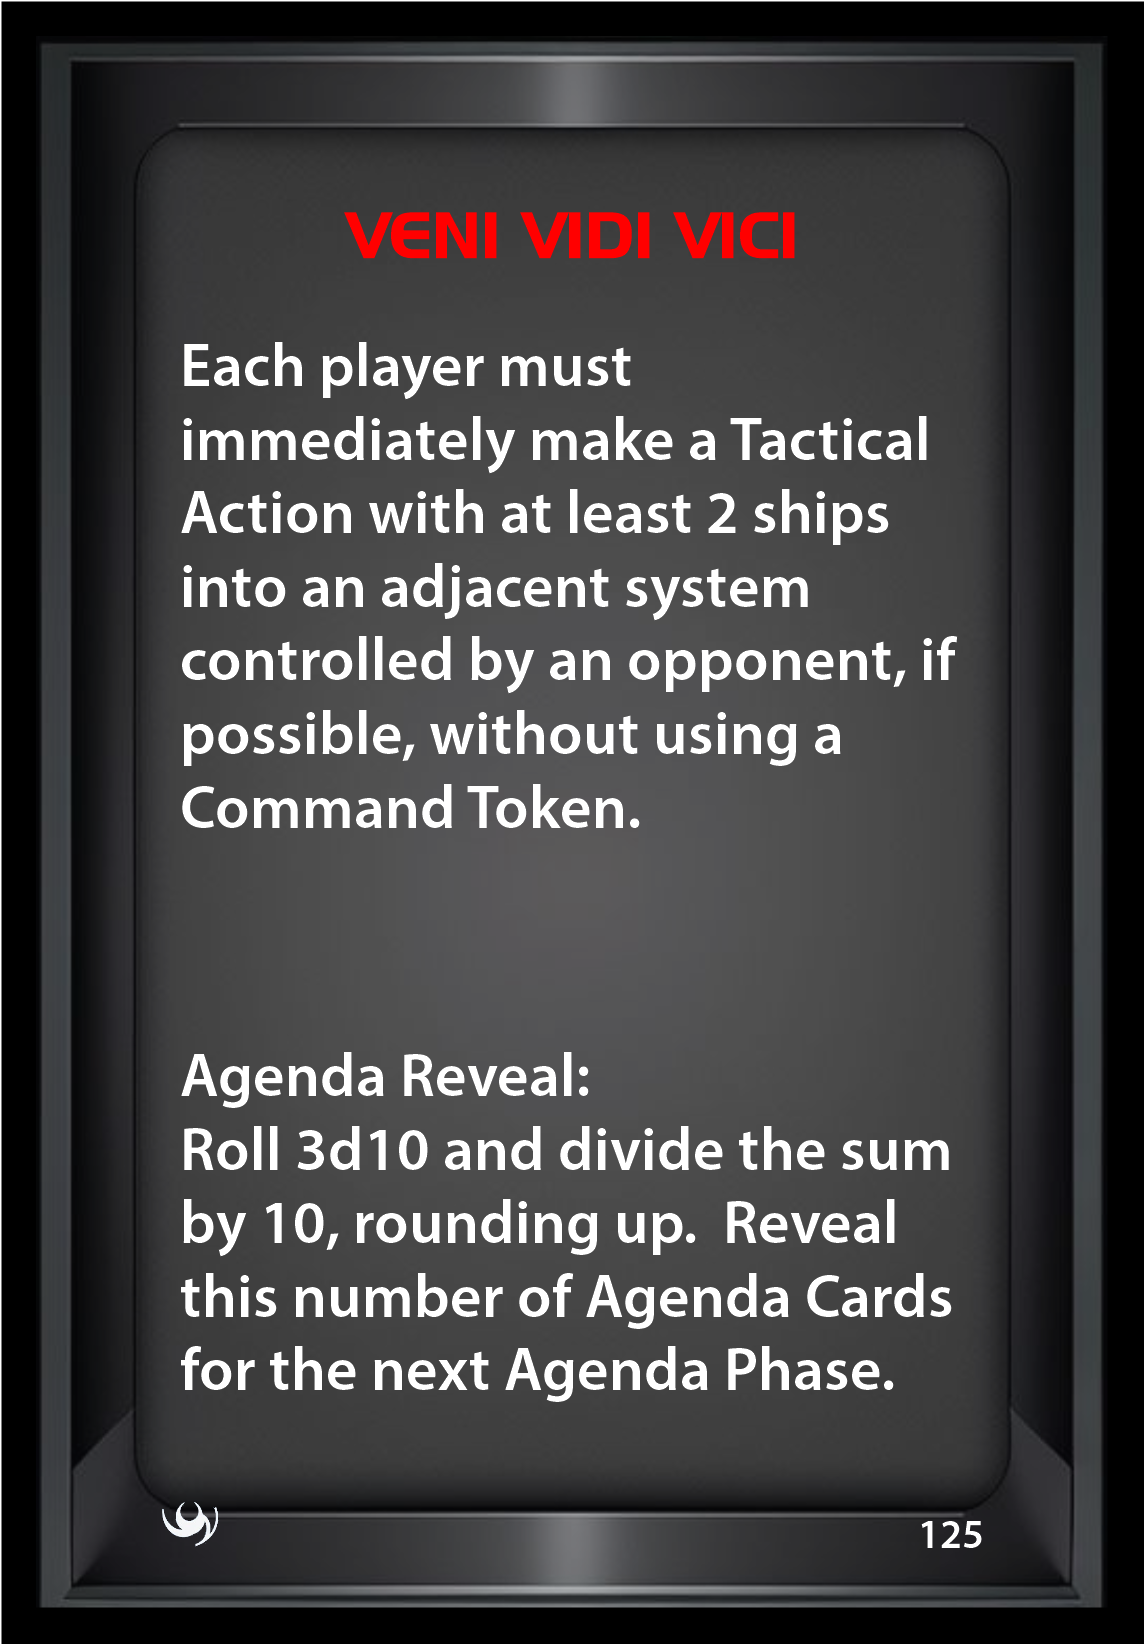 VENI VIDI VICI
Each player must
immediately make a Tactical
Action with at least 2 ships
into an adjacent system
controlled by an opponent, if
possible, without using a
Command Token.
Agenda Reveal:
Roll 3d10 and divide the sum
by 10, rounding up.  Reveal
this number of Agenda Cards
for the next Agenda Phase.
125